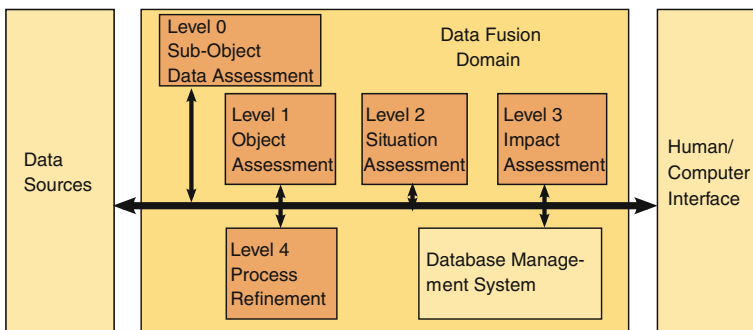 Level 0
Sub-Object
Data Assessment
Data Fusion
Domain
Level 1
Object
Assessment
Level 2
Situation
Assessment
Level 3
Impact
Assessment
Data
Sources
Human/
Computer
Interface
Level 4
Process
Refinement
Database Manage-
ment System